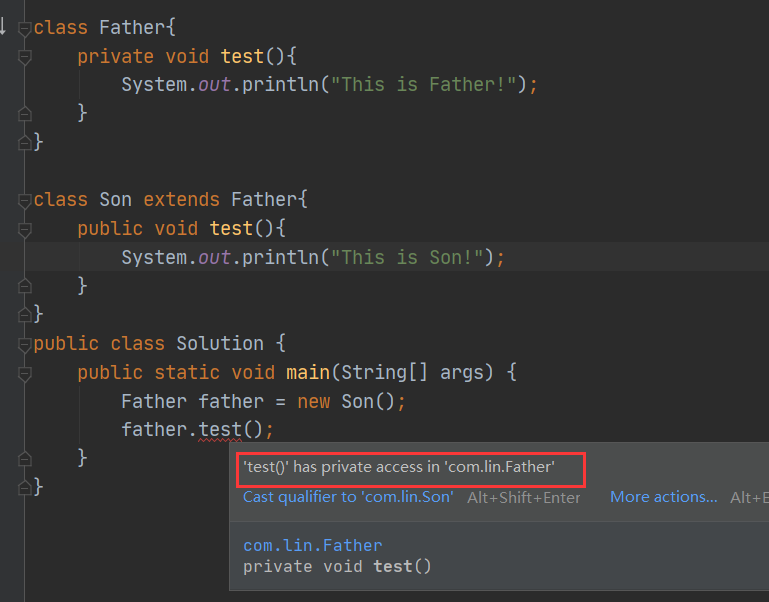 class Father{
    private void test(){
        System.out.println("This is Father!");
    }
}
class Son extends Father{
    public void test(){
        System.out.println("This is Son!");
    }
}
public class Solution {
    public static void main(String[] args) {
        Father father = new Son();
        father.test();
    }
}
'test()' has private access in 'com.lin.Father'
Cast qualifier to 'com.lin.Son' Alt+Shift+Enter More actions... Alt+E
com.lin.Father
private void test()